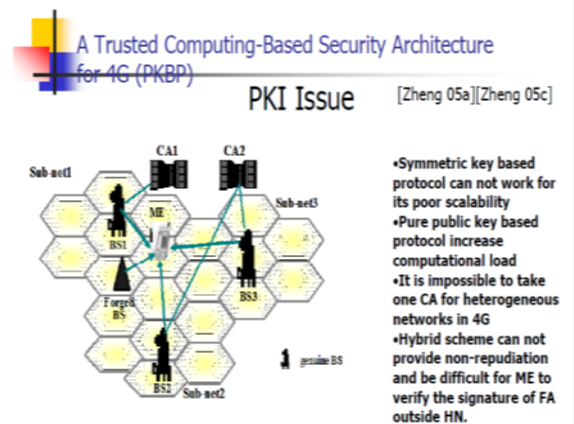 A Trusted Computing-Based Security Architecture
for 4G (PKBP)
PKI Issue
[Zheng 05a][Zheng 05c]
CA1
CA2
Sub-net1
Sub-net3
ME
BS1
Forged
BS
BS3
BS2
Sub-net2
genuine BS
•Symmetric key based
protocol can not work for
its poor scalability
•Pure public key based
protocol increase
computational load
•It is impossible to take
one CA for heterogeneous
networks in 4G
•Hybrid scheme can not
provide non-repudiation
and be difficult for ME to
verify the signature of FA
outside HN.